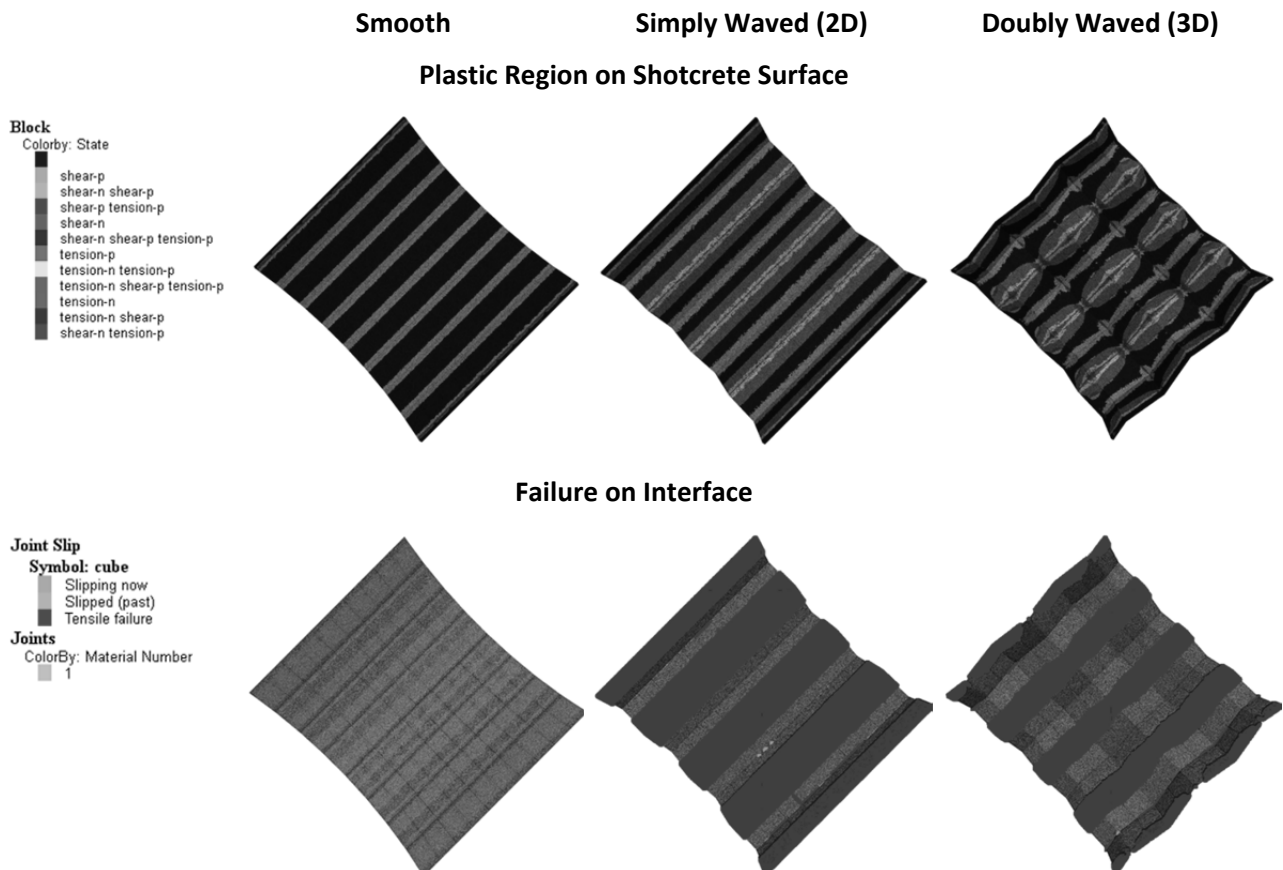 Smooth Simply Waved (2D) Doubly Waved (3D)
Plastic Region on Shotcrete Surface
Block
Colorby: State
shear-p
shear-n shear-p
shear-p tension-p
shear-n
shear-n shear-p tension-p
tension-p
tension-n tension-p
tension-n shear-p tension-p
tension-n
tension-n shear-p
shear-n tension-p
Failure on Interface
Joint Slip
Symbol: cube
Slipping now
Slipped (past)
Tensile failure
Joints
ColorBy: Material Number
1